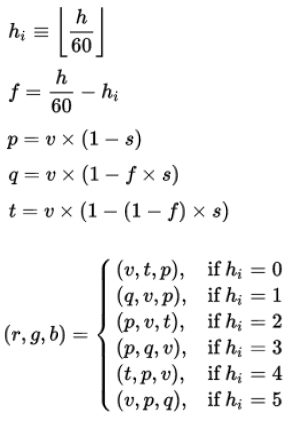 h_i ≡ ⌊h/60⌋
f = h/60 − h_i
p = v × (1 − s)
q = v × (1 − f × s)
t = v × (1 − (1 − f) × s)
(r, g, b) = { (v, t, p), if h_i = 0
(q, v, p), if h_i = 1
(p, v, t), if h_i = 2
(p, q, v), if h_i = 3
(t, p, v), if h_i = 4
(v, p, q), if h_i = 5